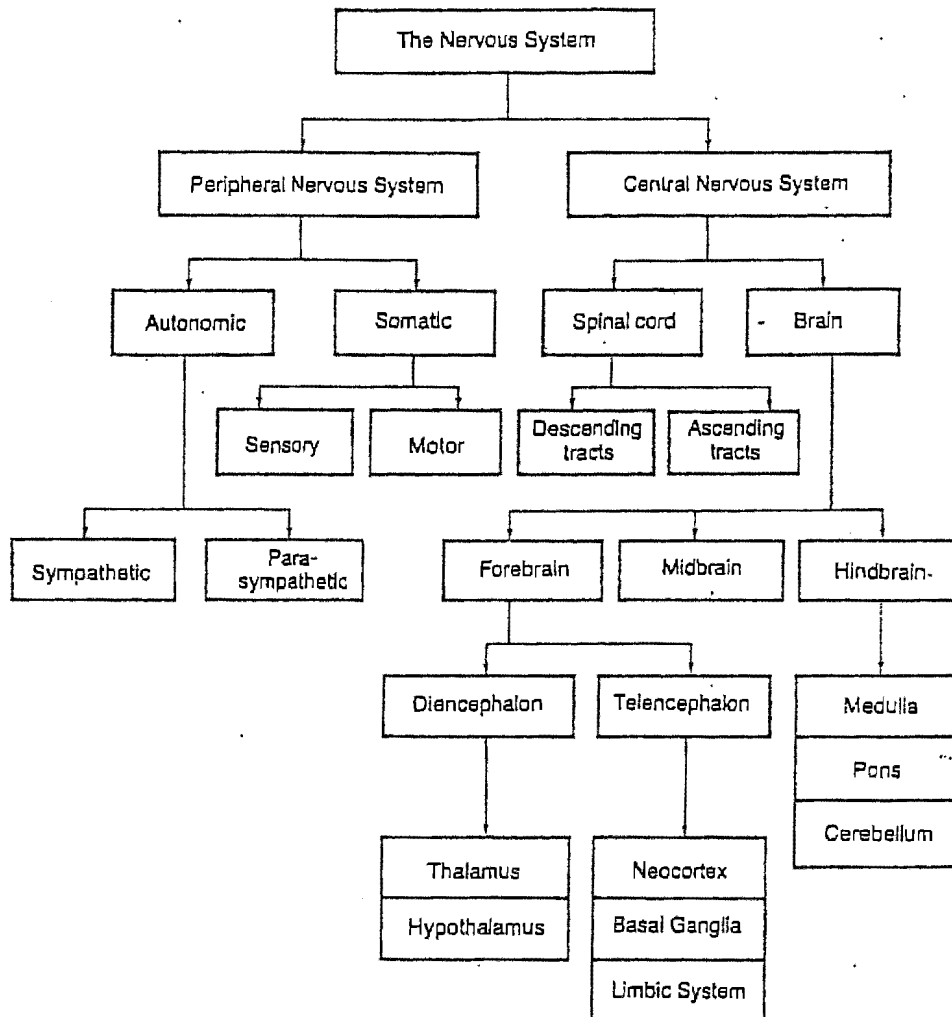 The Nervous System
Peripheral Nervous System
Central Nervous System
Autonomic
Somatic
Spinal cord
Brain
Sensory
Motor
Descending
tracts
Ascending
tracts
Sympathetic
Para-
sympathetic
Forebrain
Midbrain
Hindbrain
Diencephalon
Telencephalon
Medulla
Pons
Cerebellum
Thalamus
Hypothalamus
Neocortex
Basal Ganglia
Limbic System